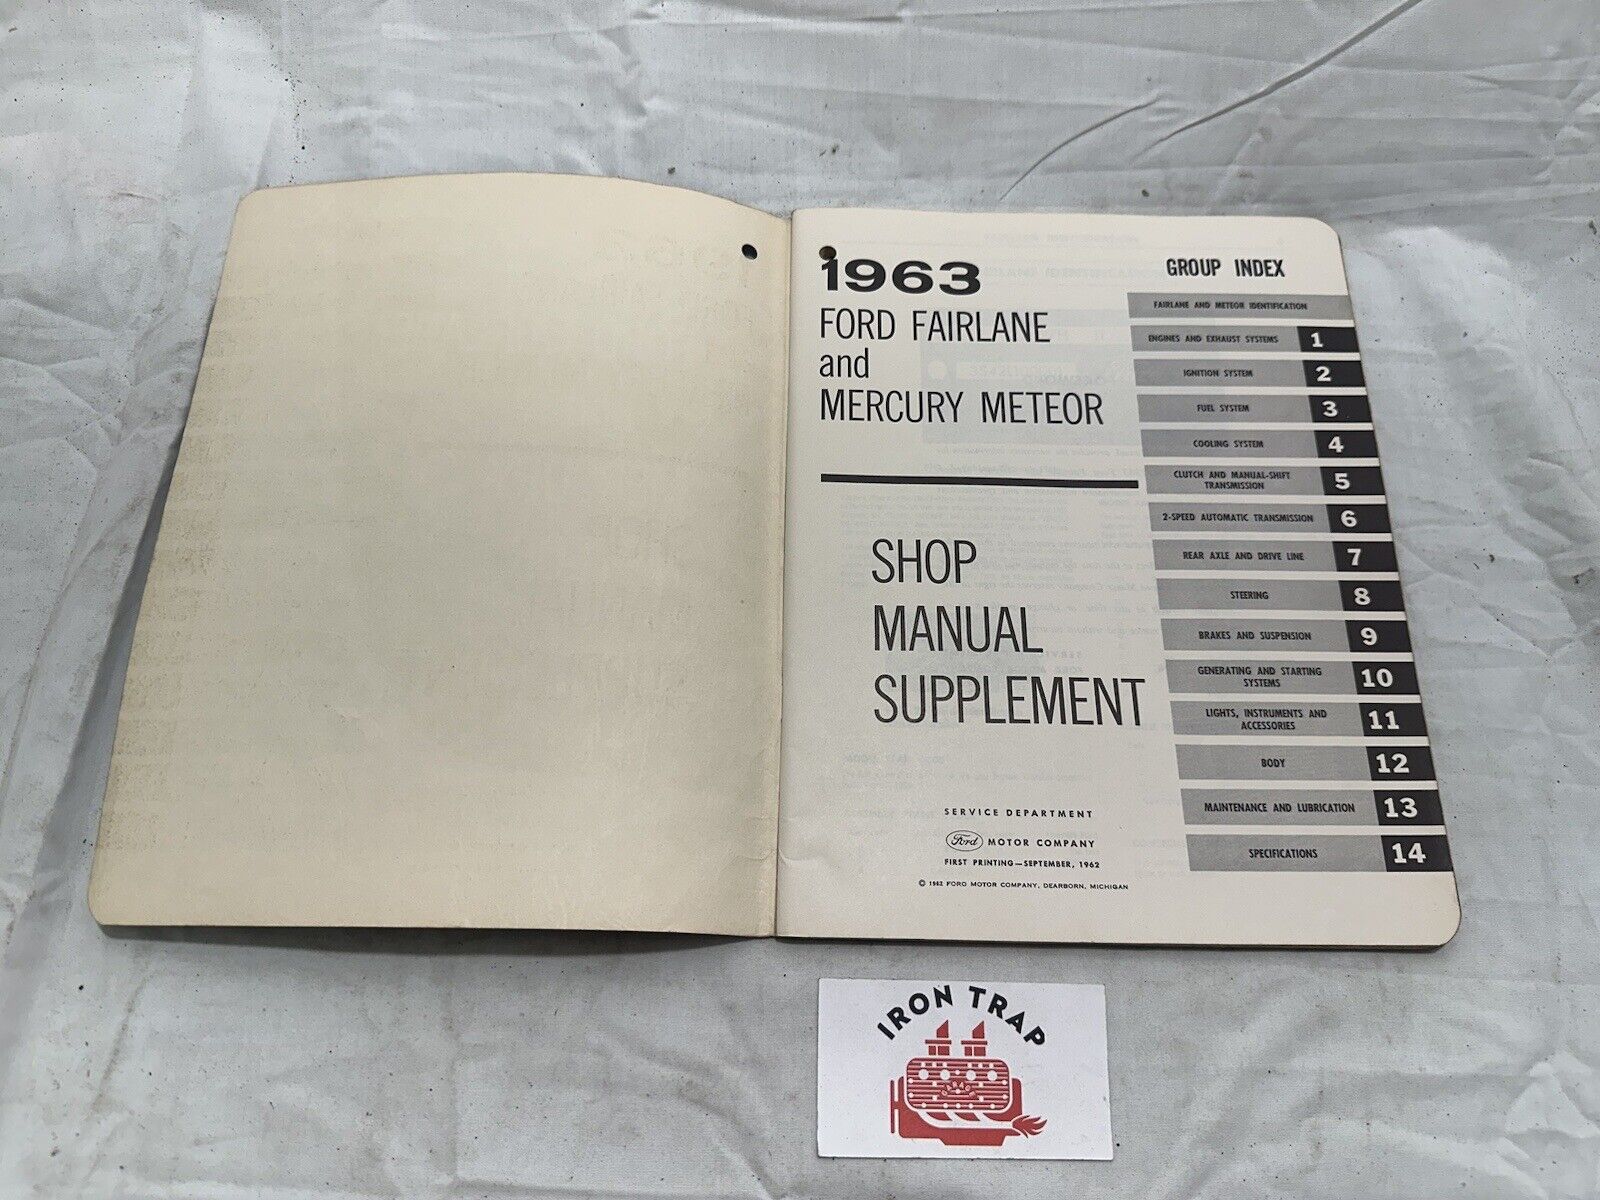 1963
FORD FAIRLANE
and
MERCURY METEOR
SHOP
MANUAL
SUPPLEMENT
SERVICE DEPARTMENT
Ford MOTOR COMPANY
FIRST PRINTING—SEPTEMBER, 1962
© 1962 FORD MOTOR COMPANY, DEARBORN, MICHIGAN
GROUP INDEX
FAIRLANE AND METEOR IDENTIFICATION
ENGINES AND EXHAUST SYSTEMS 1
IGNITION SYSTEM 2
FUEL SYSTEM 3
COOLING SYSTEM 4
CLUTCH AND MANUAL-SHIFT
TRANSMISSION 5
2-SPEED AUTOMATIC TRANSMISSION 6
REAR AXLE AND DRIVE LINE 7
STEERING 8
BRAKES AND SUSPENSION 9
GENERATING AND STARTING
SYSTEMS 10
LIGHTS, INSTRUMENTS AND
ACCESSORIES 11
BODY 12
MAINTENANCE AND LUBRICATION 13
SPECIFICATIONS 14
IRON TRAP
GARAGE